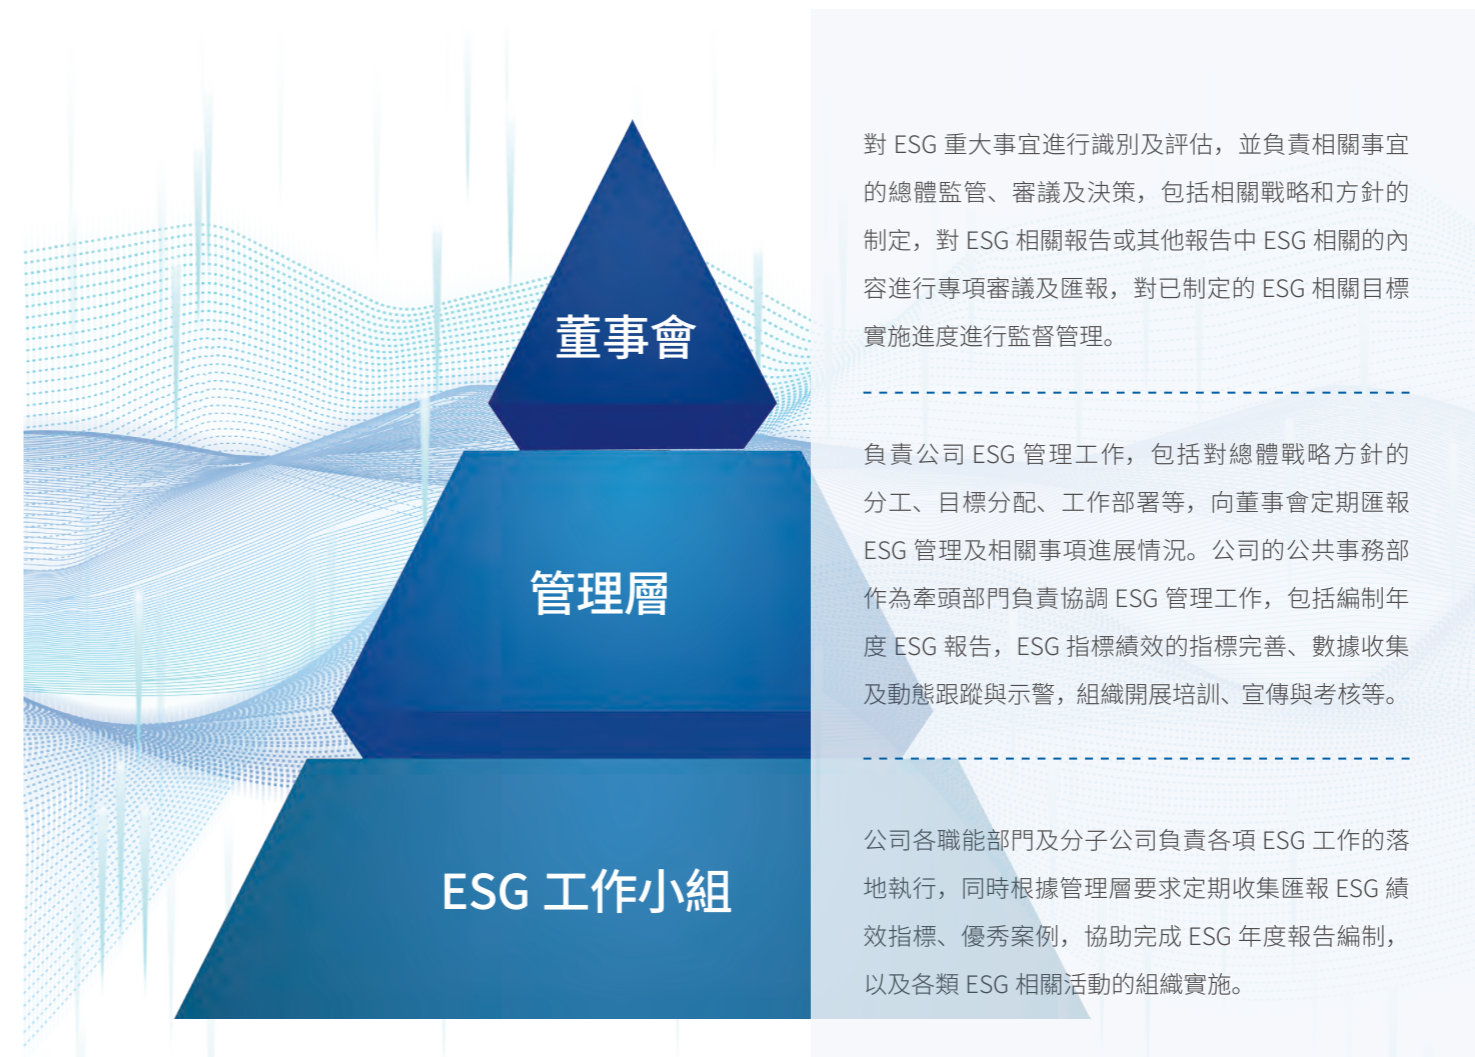 董事會
對 ESG 重大事宜進行識別及評估，並負責相關事宜
的總體監管、審議及決策，包括相關戰略和方針的
制定，對 ESG 相關報告或其他報告中 ESG 相關的內
容進行專項審議及匯報，對已制定的 ESG 相關目標
實施進度進行監督管理。
管理層
負責公司 ESG 管理工作，包括對總體戰略方針的
分工、目標分配、工作部署等，向董事會定期匯報
ESG 管理及相關事項進展情況。公司的公共事務部
作為牽頭部門負責協調 ESG 管理工作，包括編制年
度 ESG 報告，ESG 指標績效的指標完善、數據收集
及動態跟蹤與示警，組織開展培訓、宣傳與考核等。
ESG 工作小組
公司各職能部門及分子公司負責各項 ESG 工作的落
地執行，同時根據管理層要求定期收集匯報 ESG 績
效指標、優秀案例，協助完成 ESG 年度報告編制，
以及各類 ESG 相關活動的組織實施。